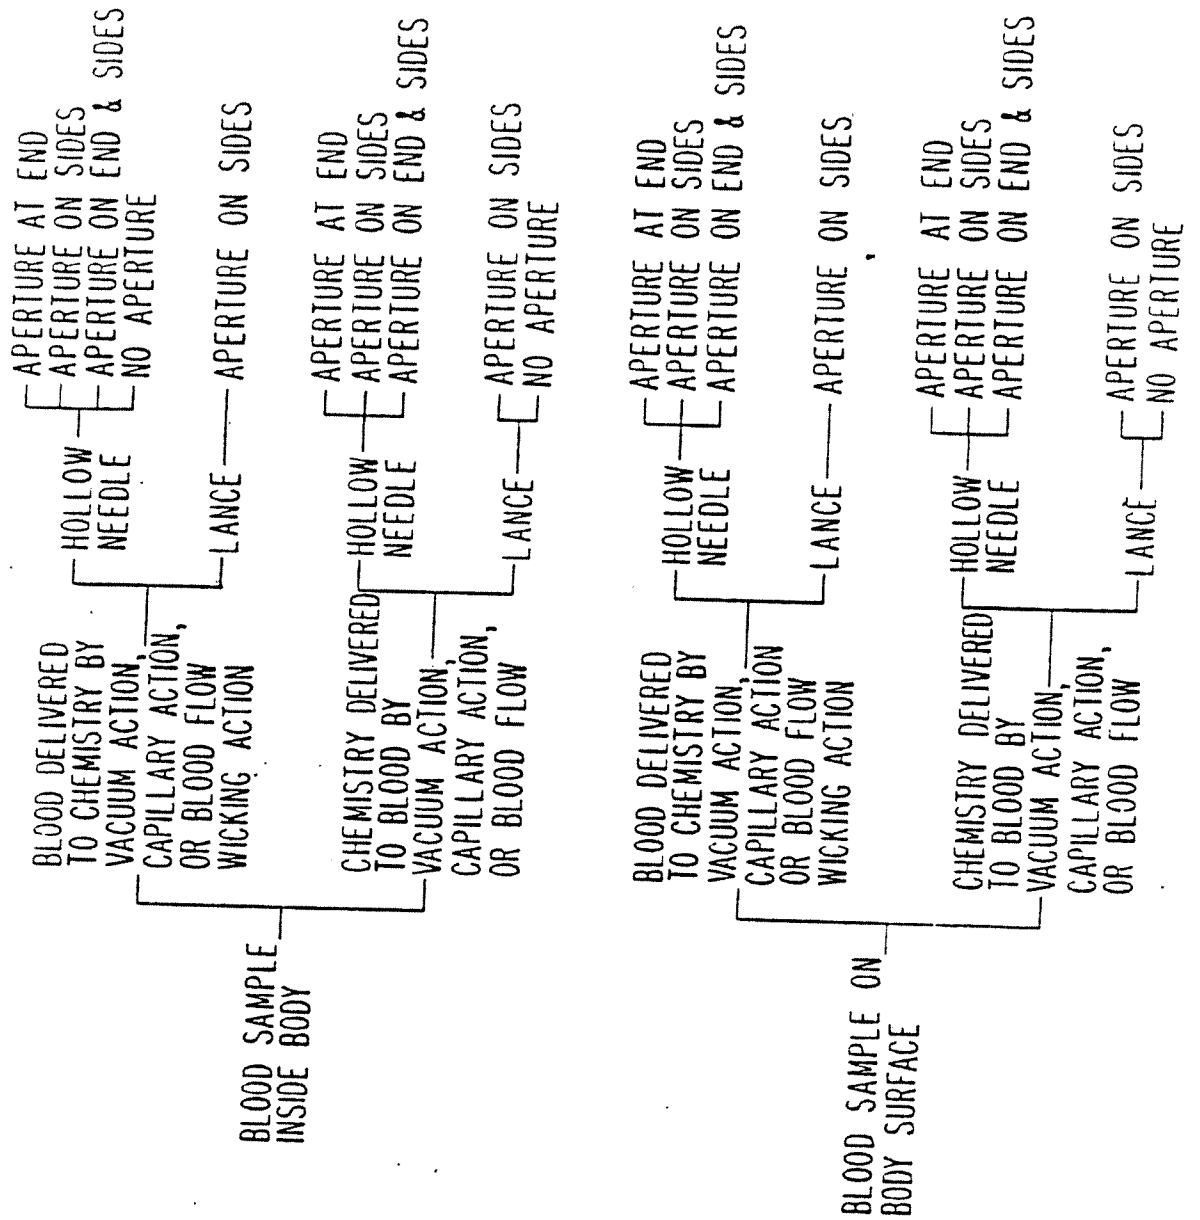 BLOOD SAMPLE
INSIDE BODY
BLOOD DELIVERED
TO CHEMISTRY BY
VACUUM ACTION,
CAPILLARY ACTION,
OR BLOOD FLOW
WICKING ACTION
HOLLOW
NEEDLE
APERTURE AT END
APERTURE ON SIDES
APERTURE ON END & SIDES
NO APERTURE
LANCE
APERTURE ON SIDES
CHEMISTRY DELIVERED
TO BLOOD BY
VACUUM ACTION,
CAPILLARY ACTION,
OR BLOOD FLOW
HOLLOW
NEEDLE
APERTURE AT END
APERTURE ON SIDES
APERTURE ON END & SIDES
LANCE
APERTURE ON SIDES
NO APERTURE
BLOOD SAMPLE ON
BODY SURFACE
BLOOD DELIVERED
TO CHEMISTRY BY
VACUUM ACTION,
CAPILLARY ACTION
OR BLOOD FLOW
WICKING ACTION
HOLLOW
NEEDLE
APERTURE AT END
APERTURE ON SIDES
APERTURE ON END & SIDES
LANCE
APERTURE ON SIDES
CHEMISTRY DELIVERED
TO BLOOD BY
VACUUM ACTION,
CAPILLARY ACTION,
OR BLOOD FLOW
HOLLOW
NEEDLE
APERTURE AT END
APERTURE ON SIDES
APERTURE ON END & SIDES
LANCE
APERTURE ON SIDES
NO APERTURE